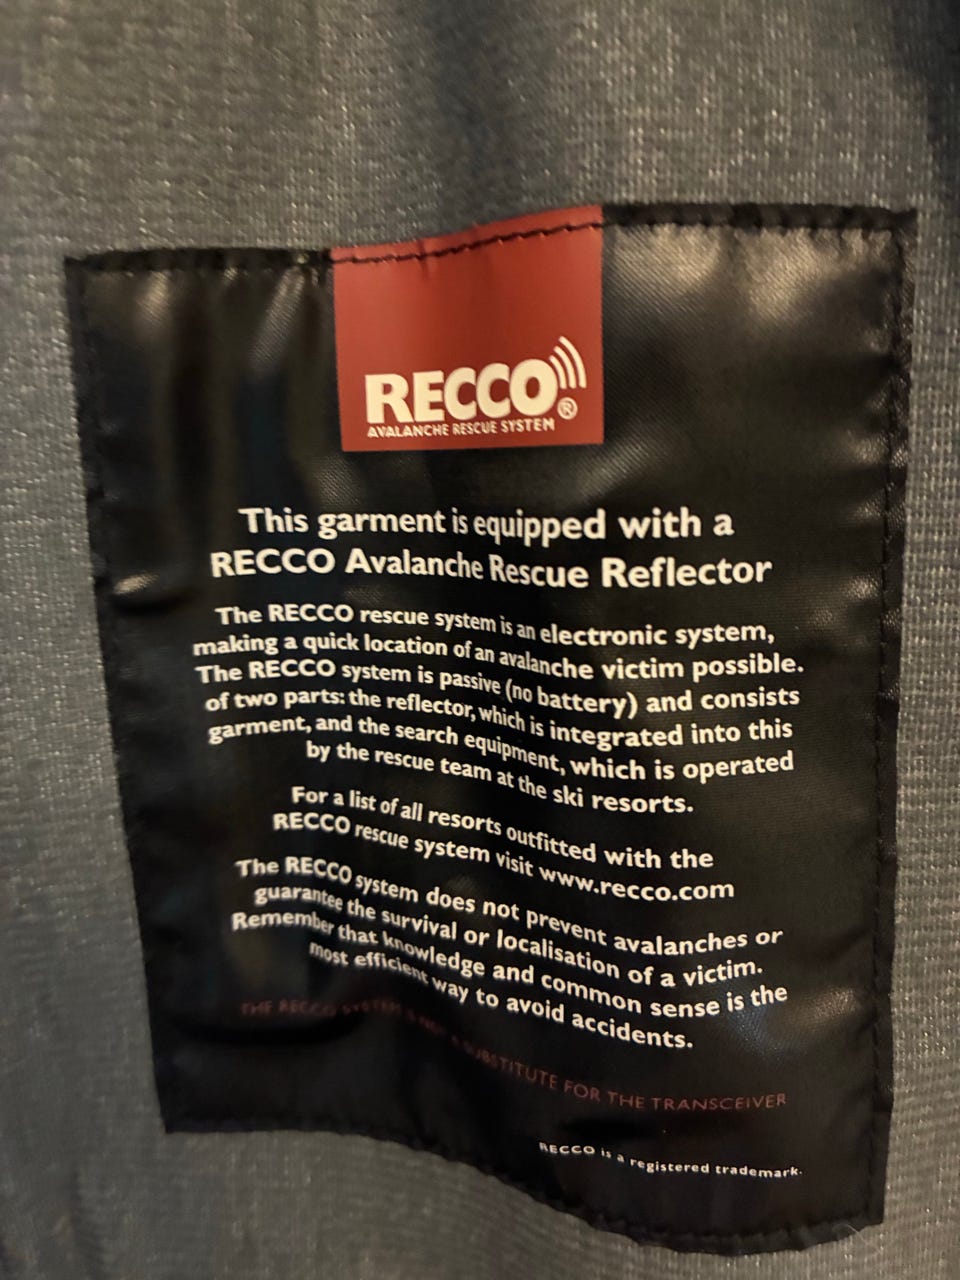 RECCO®
AVALANCHE RESCUE SYSTEM
This garment is equipped with a
RECCO Avalanche Rescue Reflector
The RECCO rescue system is an electronic system,
making a quick location of an avalanche victim possible.
The RECCO system is passive (no battery) and consists
of two parts: the reflector, which is integrated into this
garment, and the search equipment, which is operated
by the rescue team at the ski resorts.
For a list of all resorts outfitted with the
RECCO rescue system visit www.recco.com
The RECCO system does not prevent avalanches or
guarantee the survival or localisation of a victim.
Remember that knowledge and common sense is the
most efficient way to avoid accidents.
THE RECCO SYSTEM IS NOT A SUBSTITUTE FOR THE TRANSCEIVER
RECCO is a registered trademark.